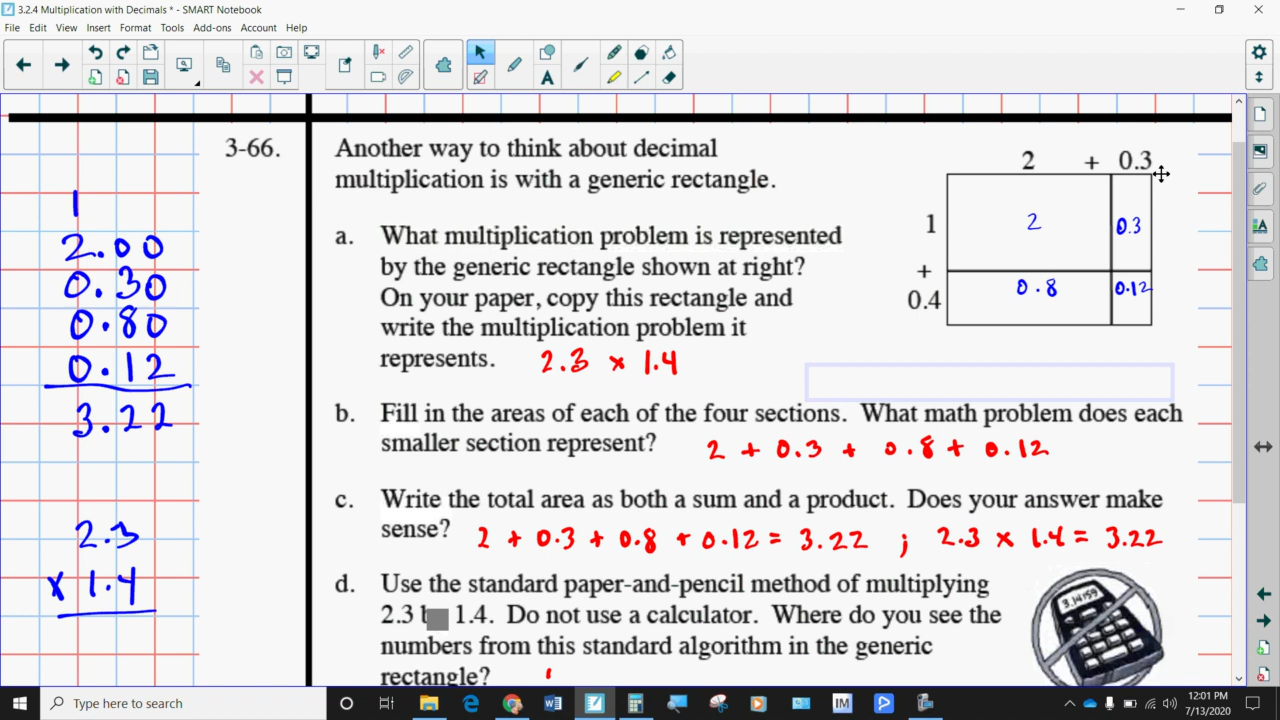 3.2.4 Multiplication with Decimals * - SMART Notebook
File Edit View Insert Format Tools Add-ons Account Help
3-66.
Another way to think about decimal
multiplication is with a generic rectangle.
2 + 0.3
1
+
0.4
2 0.3
0.8 0.12
a. What multiplication problem is represented
by the generic rectangle shown at right?
On your paper, copy this rectangle and
write the multiplication problem it
represents. 2.3 x 1.4
b. Fill in the areas of each of the four sections. What math problem does each
smaller section represent? 2 + 0.3 + 0.8 + 0.12
c. Write the total area as both a sum and a product. Does your answer make
sense? 2 + 0.3 + 0.8 + 0.12 = 3.22 ; 2.3 x 1.4 = 3.22
d. Use the standard paper-and-pencil method of multiplying
2.3 1.4. Do not use a calculator. Where do you see the
numbers from this standard algorithm in the generic
rectangle?
3.14159
1
2.00
0.30
0.80
0.12
3.22
2.3
x 1.4
Type here to search
IM
12:01 PM
7/13/2020